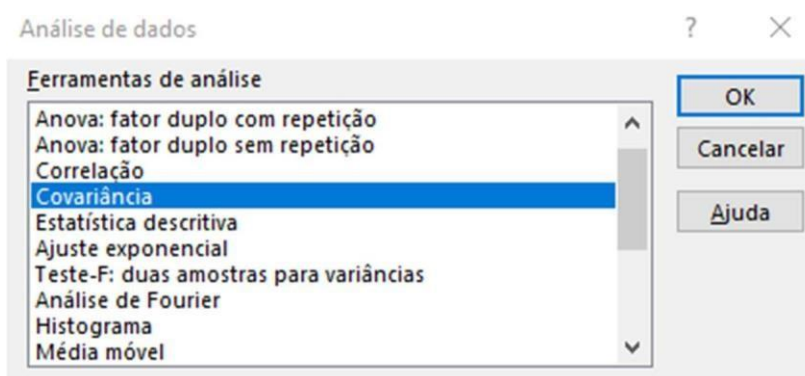 Análise de dados ?
Ferramentas de análise
Anova: fator duplo com repetição
Anova: fator duplo sem repetição
Correlação
Covariância
Estatística descritiva
Ajuste exponencial
Teste-F: duas amostras para variâncias
Análise de Fourier
Histograma
Média móvel
OK
Cancelar
Ajuda